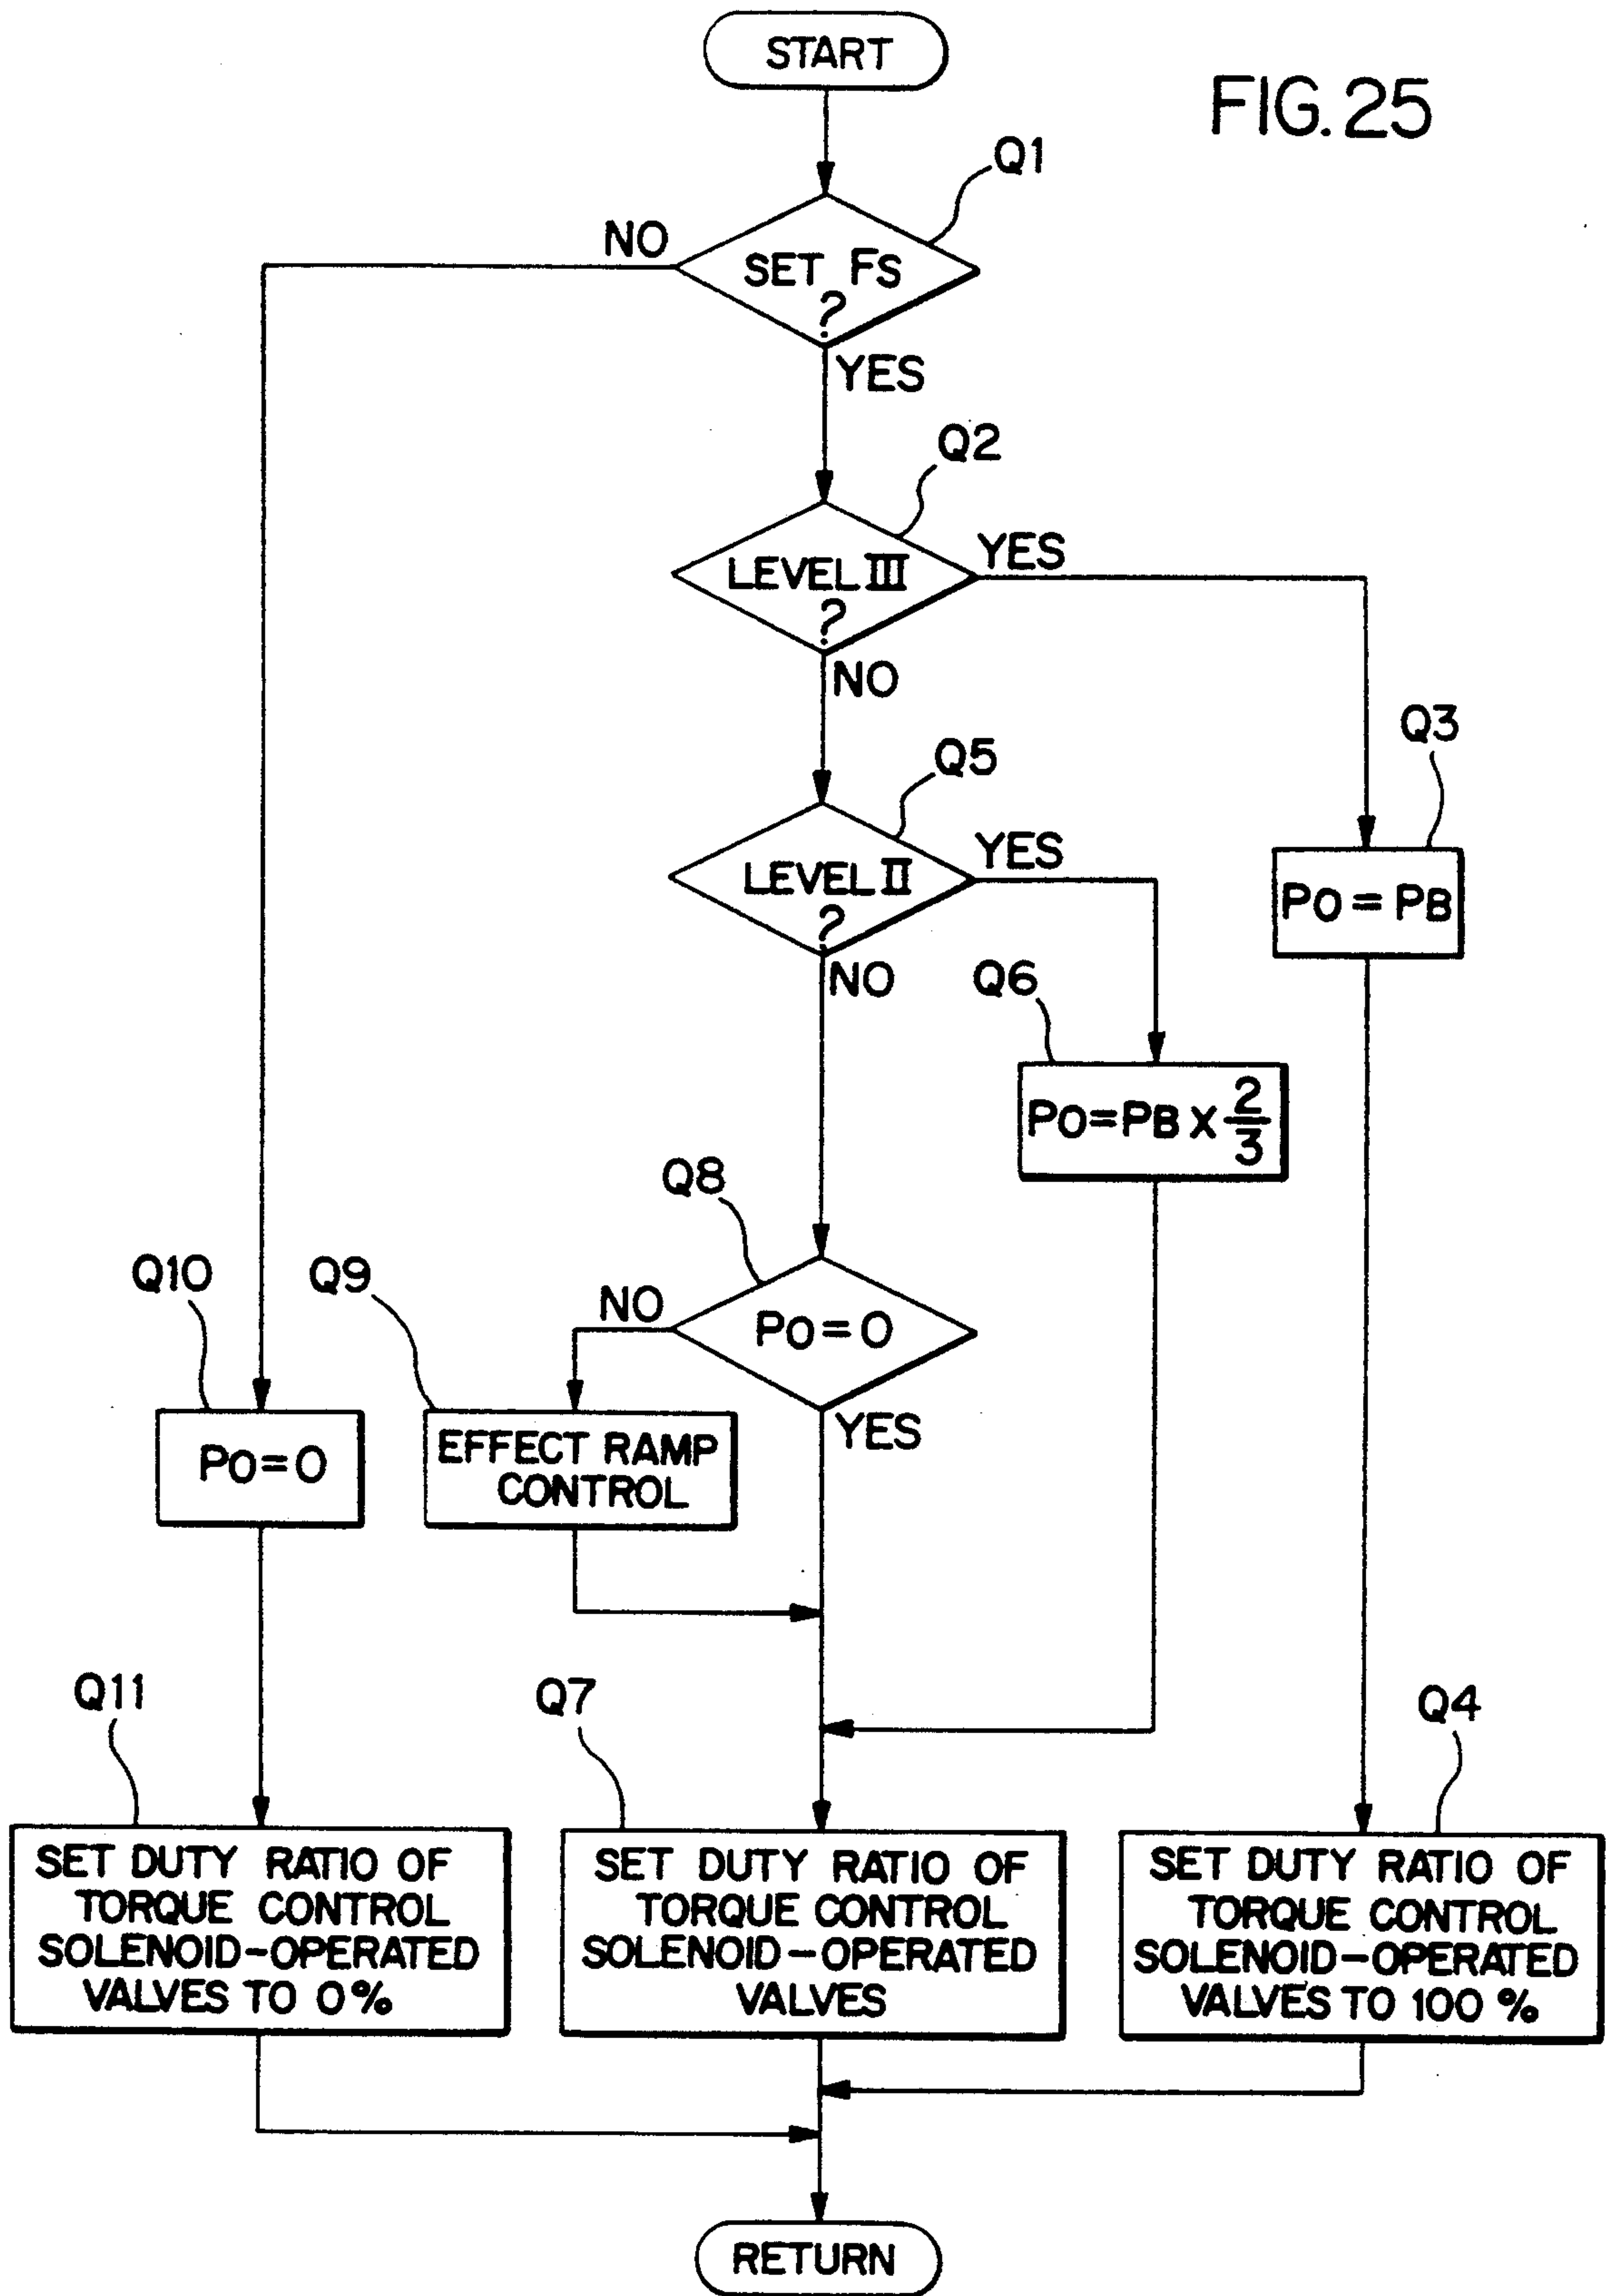 START
FIG. 25
Q1
NO
SET FS
?
YES
Q2
LEVEL III
?
YES
NO
Q3
Q5
LEVEL II
?
YES
PO = PB
NO
Q6
PO = PB X 2/3
Q8
Q10
Q9
NO
PO = 0
YES
PO = 0
EFFECT RAMP
CONTROL
Q11
Q7
Q4
SET DUTY RATIO OF
TORQUE CONTROL
SOLENOID-OPERATED
VALVES TO 0%
SET DUTY RATIO OF
TORQUE CONTROL
SOLENOID-OPERATED
VALVES
SET DUTY RATIO OF
TORQUE CONTROL
SOLENOID-OPERATED
VALVES TO 100%
RETURN